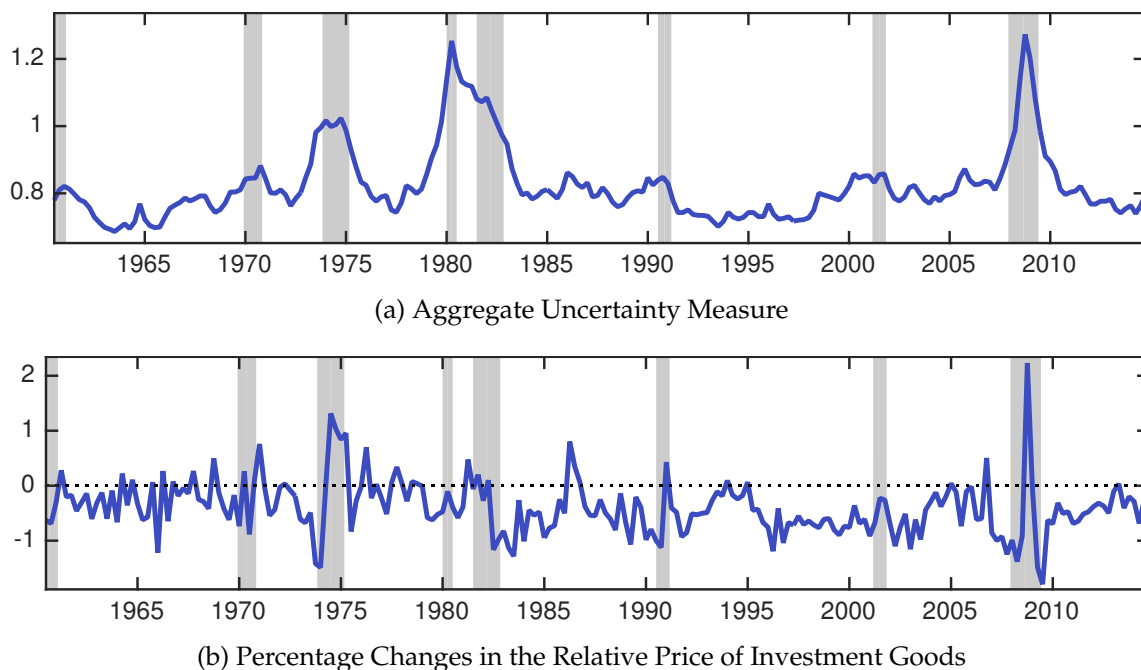 1.2
1
0.8
1965 1970 1975 1980 1985 1990 1995 2000 2005 2010
(a) Aggregate Uncertainty Measure
2
1
0
-1
1965 1970 1975 1980 1985 1990 1995 2000 2005 2010
(b) Percentage Changes in the Relative Price of Investment Goods